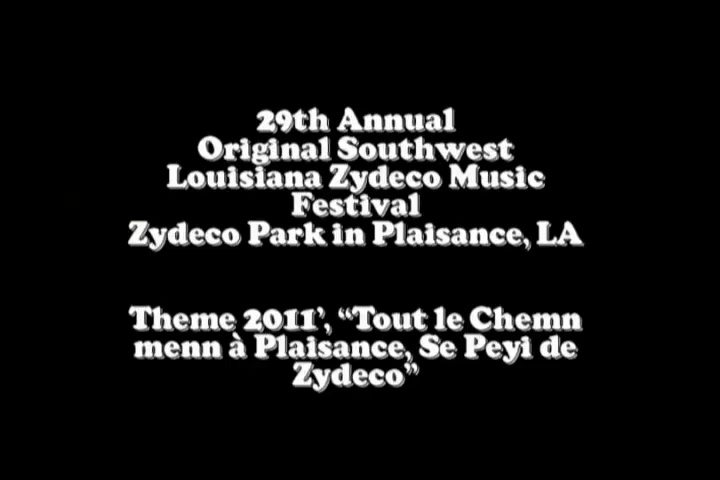 29th Annual
Original Southwest
Louisiana Zydeco Music
Festival
Zydeco Park in Plaisance, LA
Theme 2011', “Tout le Chemn
menn à Plaisance, Se Peyi de
Zydeco”